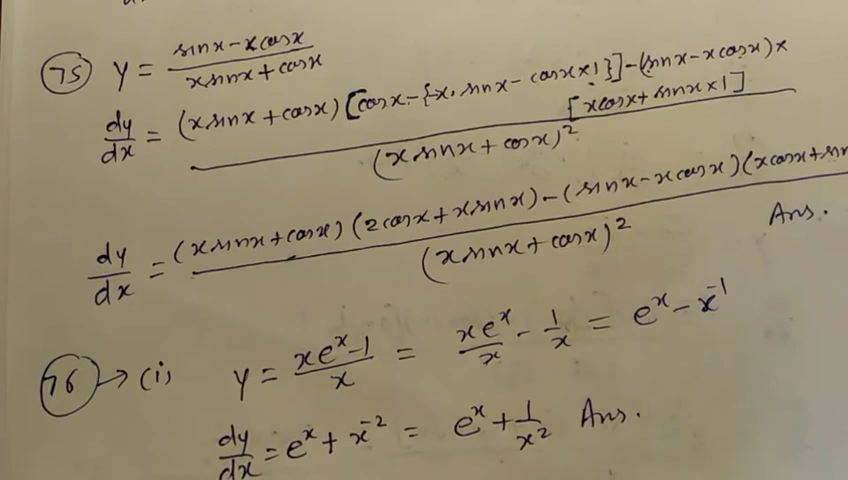 (75) y = (sinx - xcosx) / (xsinx + cosx)
dy/dx = (xsinx + cosx) [cosx - {-x. sinx - cosx×1}] - (sinx - xcosx) × [xcosx + sinx×1] / (xsinx + cosx)²
dy/dx = (xsinx + cosx) (2cosx + xsinx) - (sinx - xcosx) (xcosx + sin / (xsinx + cosx)² Ans.
(76) → (i) y = (xeˣ-1) / x = xeˣ/x - 1/x = eˣ - x⁻¹
dy/dx = eˣ + x⁻² = eˣ + 1/x² Ans.